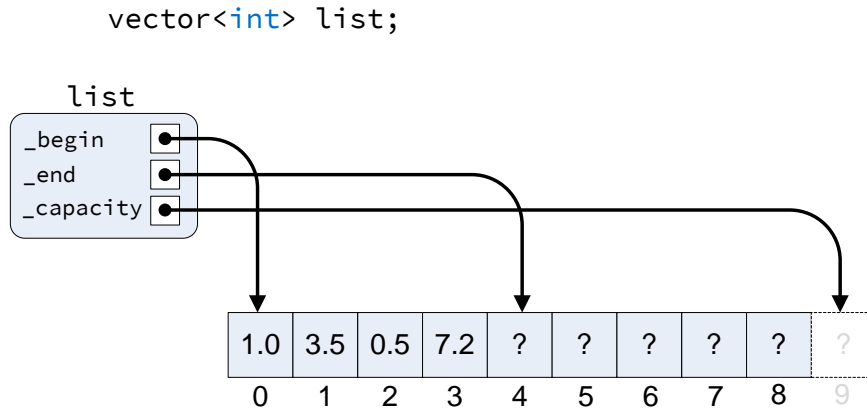 vector<int> list;
list
_begin
_end
_capacity
1.0 3.5 0.5 7.2 ? ? ? ? ? ?
0 1 2 3 4 5 6 7 8 9